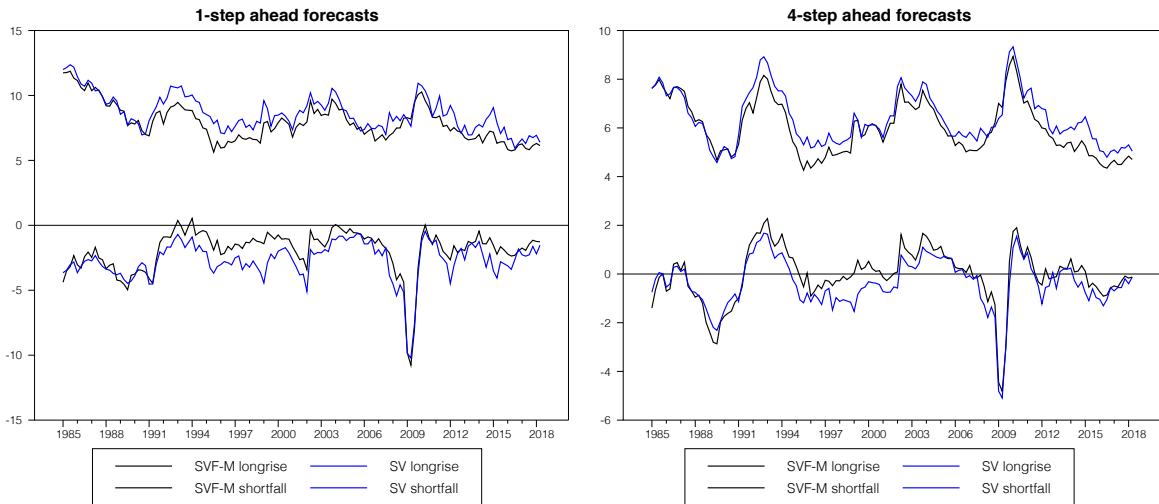 1-step ahead forecasts
15
10
5
0
-5
-10
-15
1985 1988 1991 1994 1997 2000 2003 2006 2009 2012 2015 2018
SVF-M longrise SV longrise
SVF-M shortfall SV shortfall
4-step ahead forecasts
10
8
6
4
2
0
-2
-4
-6
1985 1988 1991 1994 1997 2000 2003 2006 2009 2012 2015 2018
SVF-M longrise SV longrise
SVF-M shortfall SV shortfall